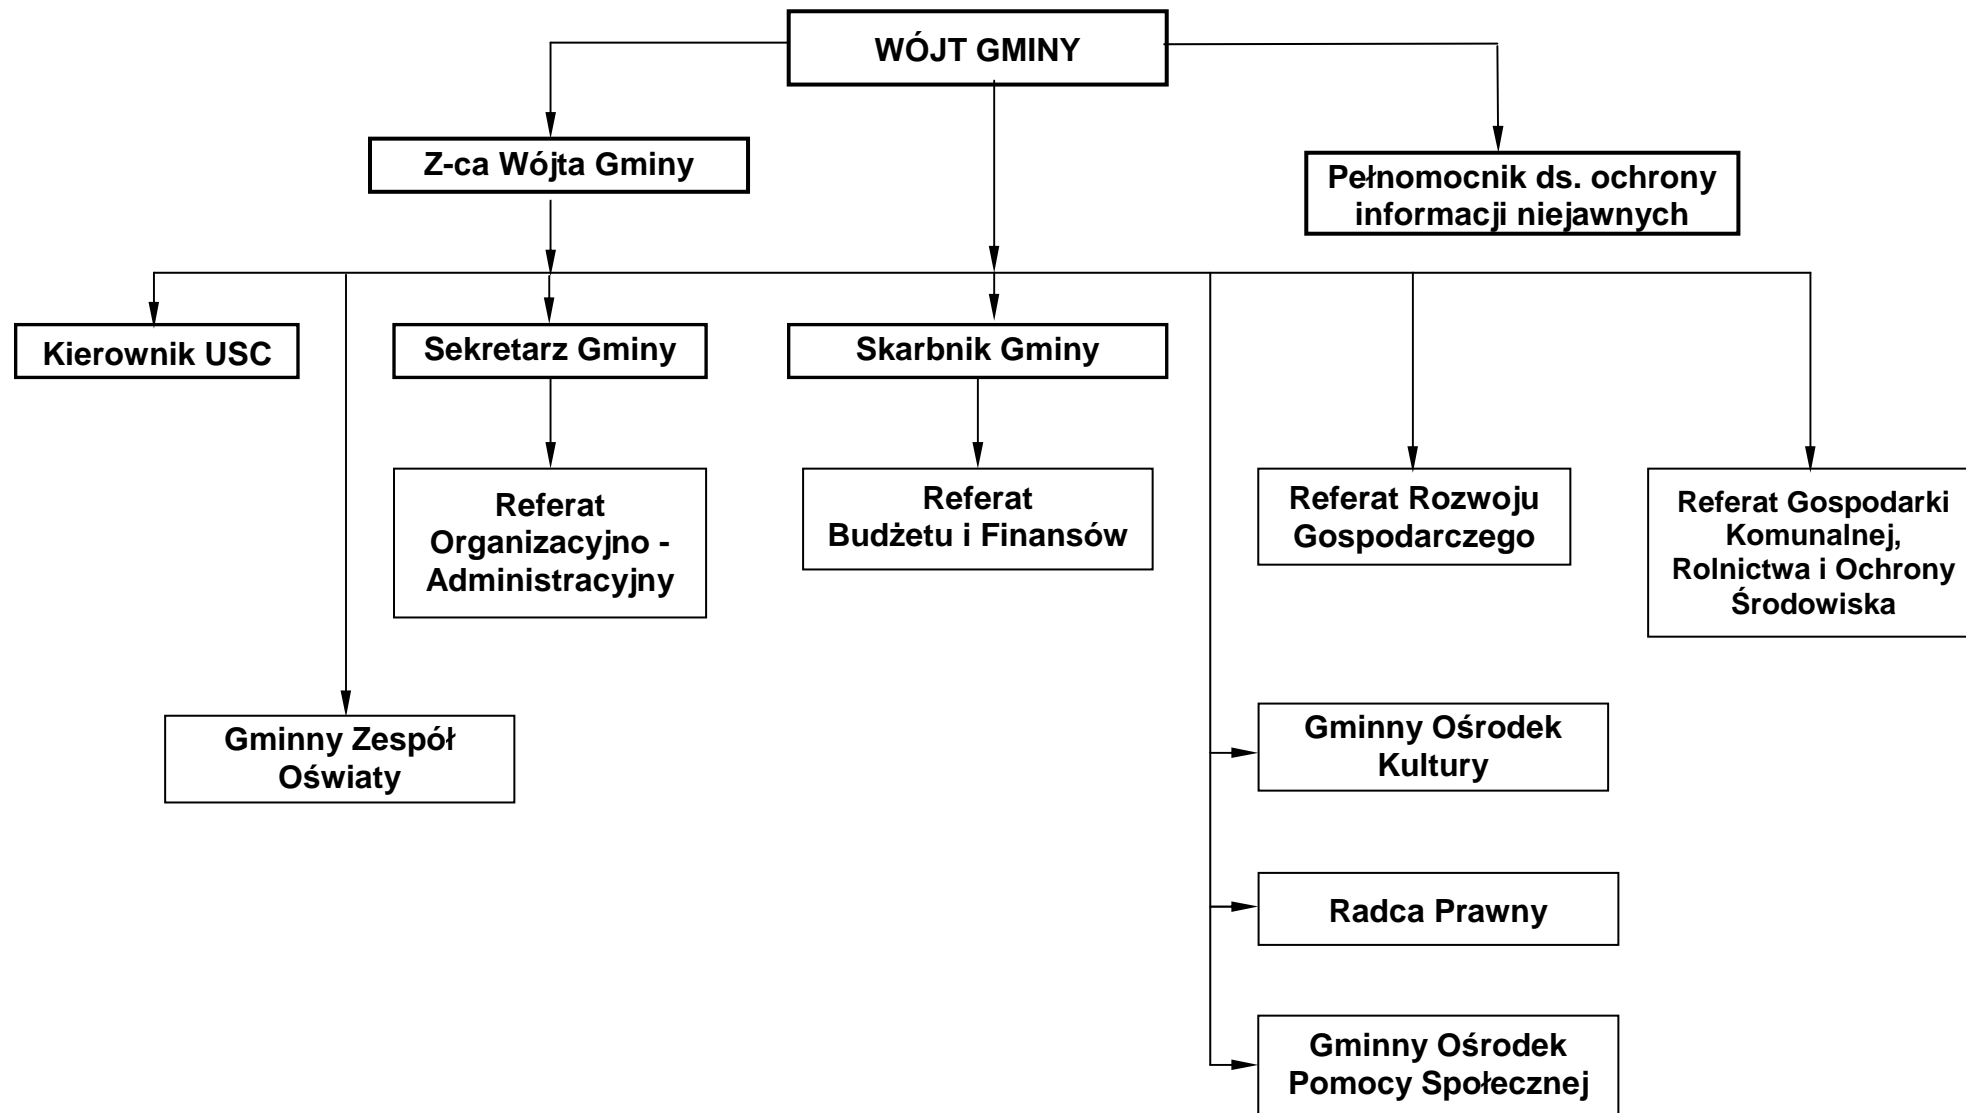 WÓJT GMINY
Z-ca Wójta Gminy
Pełnomocnik ds. ochrony
informacji niejawnych
Kierownik USC
Sekretarz Gminy
Skarbnik Gminy
Referat
Organizacyjno -
Administracyjny
Referat
Budżetu i Finansów
Referat Rozwoju
Gospodarczego
Referat Gospodarki
Komunalnej,
Rolnictwa i Ochrony
Środowiska
Gminny Zespół
Oświaty
Gminny Ośrodek
Kultury
Radca Prawny
Gminny Ośrodek
Pomocy Społecznej